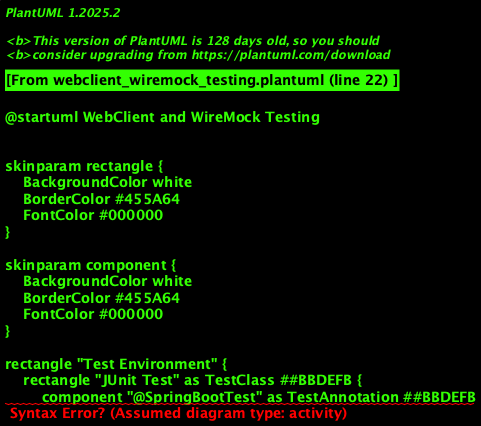 PlantUML 1.2025.2
<b>This version of PlantUML is 128 days old, so you should
<b>consider upgrading from https://plantuml.com/download
[From webclient_wiremock_testing.plantuml (line 22) ]
@startuml WebClient and WireMock Testing
skinparam rectangle {
BackgroundColor white
BorderColor #455A64
FontColor #000000
}
skinparam component {
BackgroundColor white
BorderColor #455A64
FontColor #000000
}
rectangle "Test Environment" {
rectangle "JUnit Test" as TestClass ##BBDEFB {
component "@SpringBootTest" as TestAnnotation ##BBDEFB
Syntax Error? (Assumed diagram type: activity)